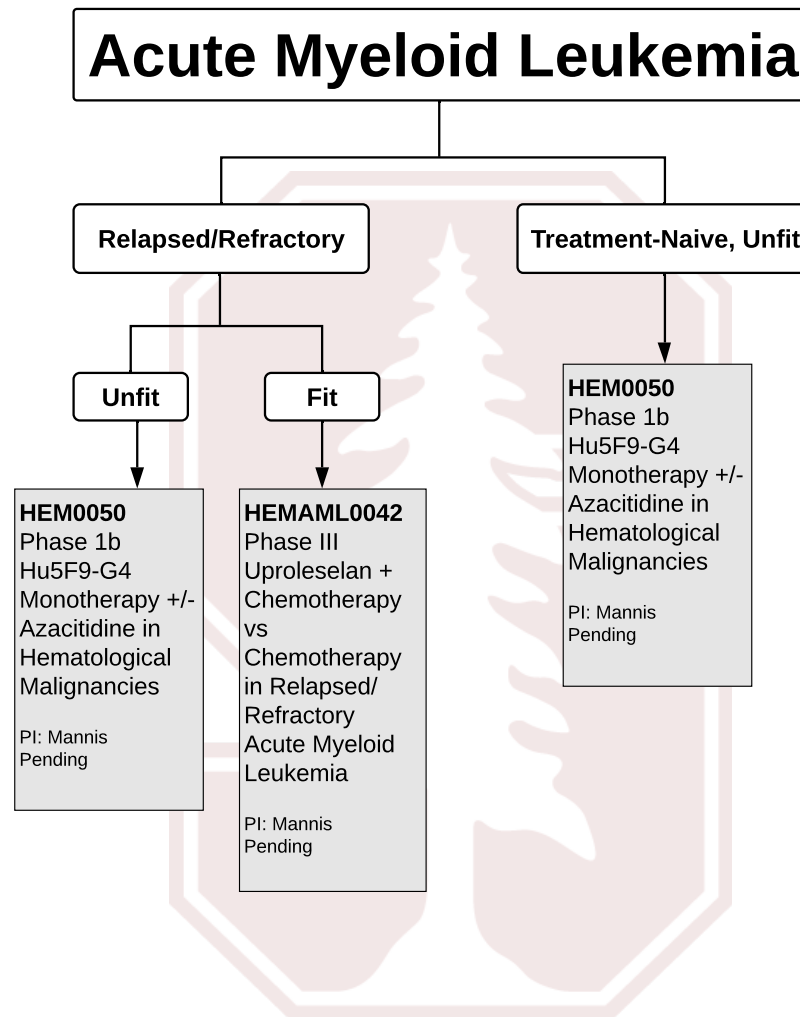 Acute Myeloid Leukemia
Relapsed/Refractory
Treatment-Naive, Unfit
Unfit
Fit
HEM0050
Phase 1b
Hu5F9-G4
Monotherapy +/-
Azacitidine in
Hematological
Malignancies
PI: Mannis
Pending
HEMAML0042
Phase III
Uproleselan +
Chemotherapy
vs
Chemotherapy
in Relapsed/
Refractory
Acute Myeloid
Leukemia
PI: Mannis
Pending
HEM0050
Phase 1b
Hu5F9-G4
Monotherapy +/-
Azacitidine in
Hematological
Malignancies
PI: Mannis
Pending